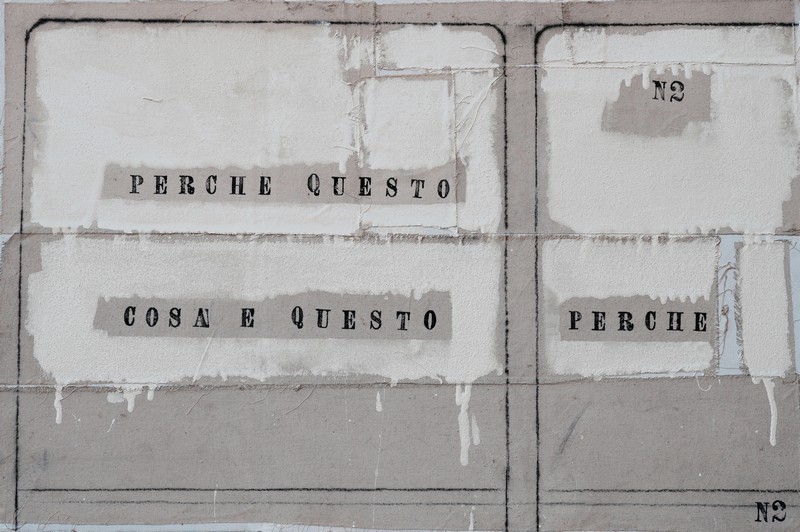 PERCHE QUESTO
COSA E QUESTO
N2
PERCHE
N2